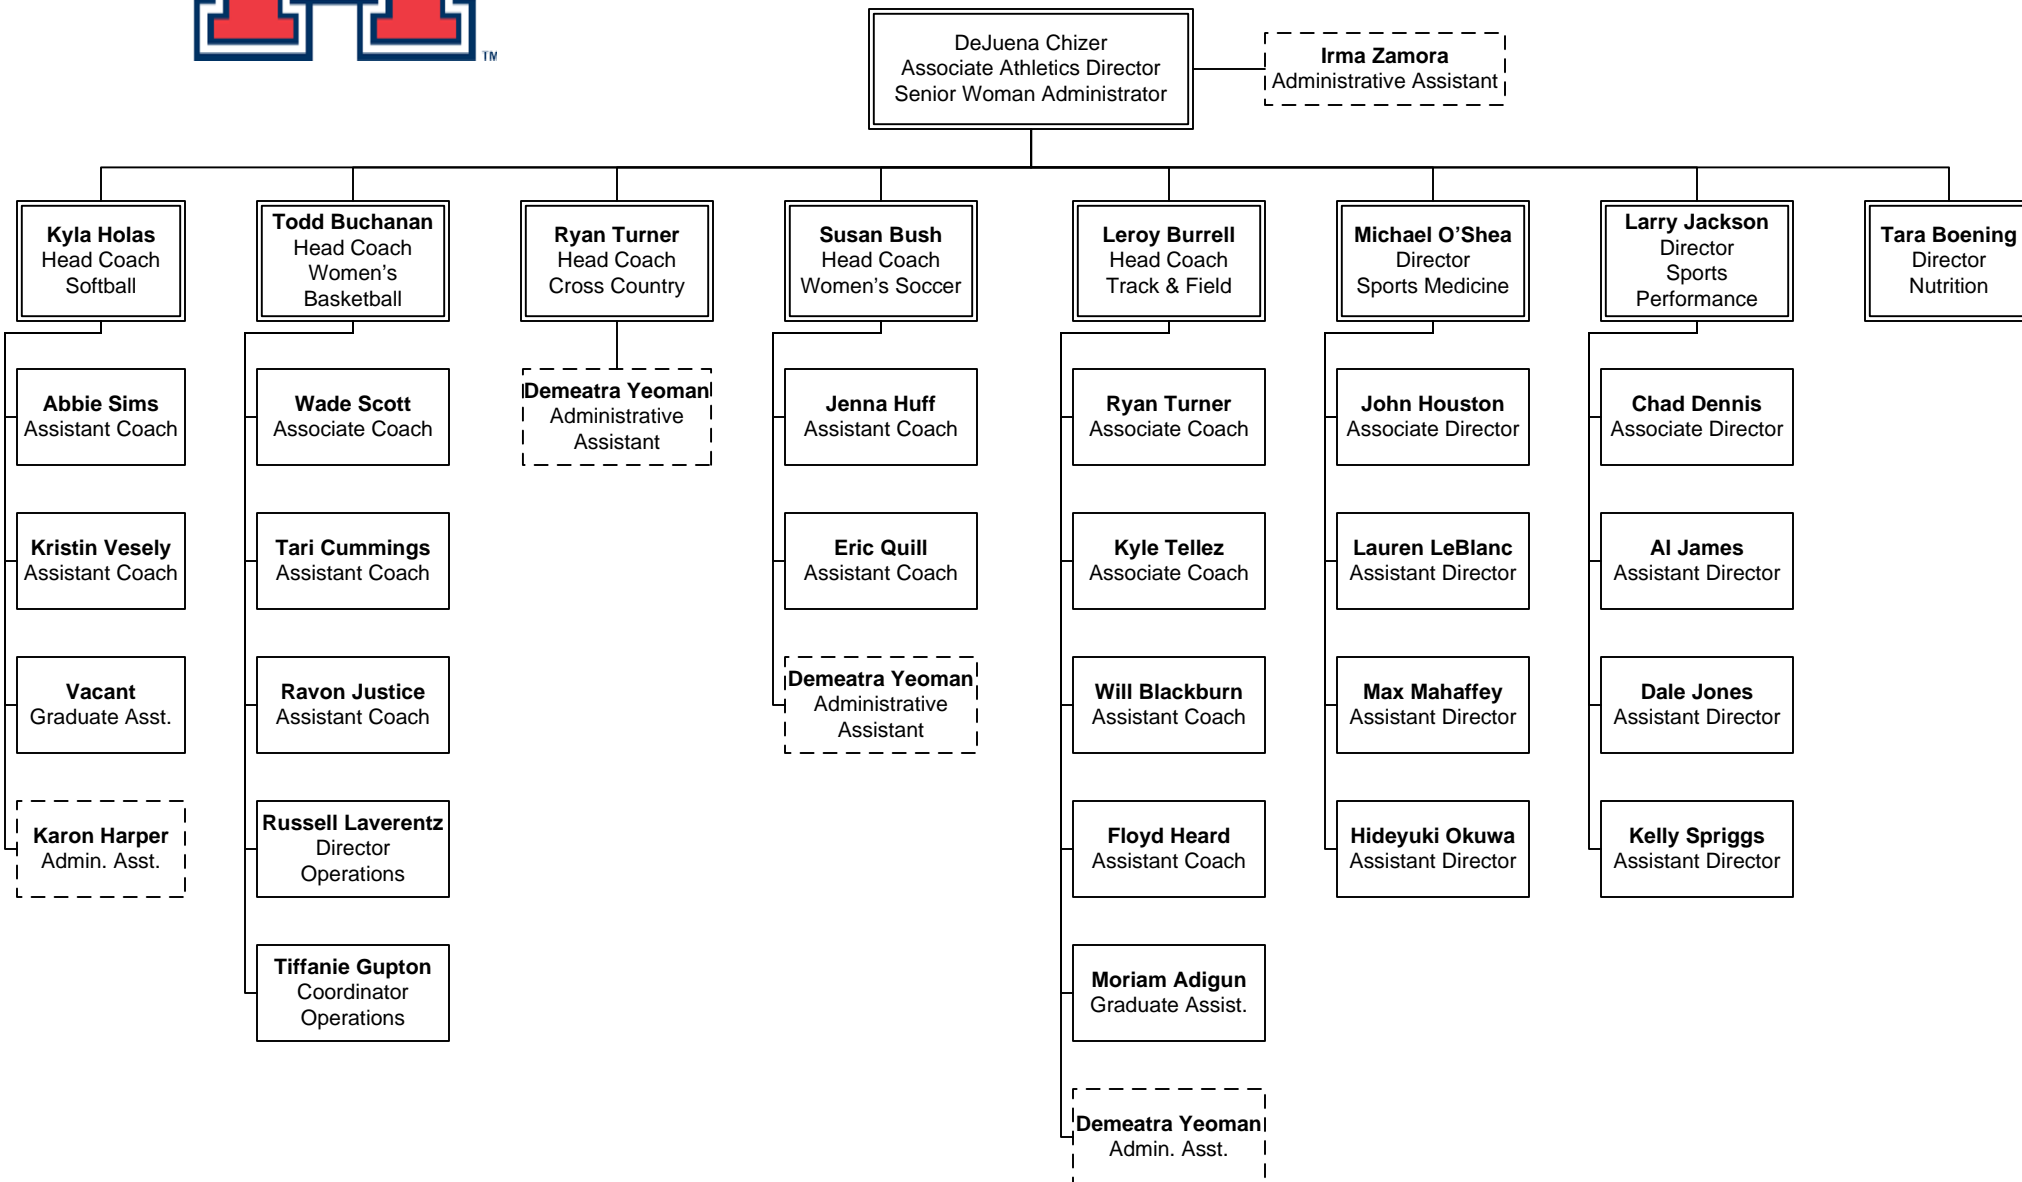 TM
DeJuena Chizer
Associate Athletics Director
Senior Woman Administrator
Irma Zamora
Administrative Assistant
Kyla Holas
Head Coach
Softball
Todd Buchanan
Head Coach
Women's
Basketball
Ryan Turner
Head Coach
Cross Country
Susan Bush
Head Coach
Women's Soccer
Leroy Burrell
Head Coach
Track & Field
Michael O'Shea
Director
Sports Medicine
Larry Jackson
Director
Sports
Performance
Tara Boening
Director
Nutrition
Abbie Sims
Assistant Coach
Wade Scott
Associate Coach
Demeatra Yeoman
Administrative
Assistant
Jenna Huff
Assistant Coach
Ryan Turner
Associate Coach
John Houston
Associate Director
Chad Dennis
Associate Director
Kristin Vesely
Assistant Coach
Tari Cummings
Assistant Coach
Eric Quill
Assistant Coach
Kyle Tellez
Associate Coach
Lauren LeBlanc
Assistant Director
Al James
Assistant Director
Vacant
Graduate Asst.
Ravon Justice
Assistant Coach
Demeatra Yeoman
Administrative
Assistant
Will Blackburn
Assistant Coach
Max Mahaffey
Assistant Director
Dale Jones
Assistant Director
Karon Harper
Admin. Asst.
Russell Laverentz
Director
Operations
Floyd Heard
Assistant Coach
Hideyuki Okuwa
Assistant Director
Kelly Spriggs
Assistant Director
Tiffanie Gupton
Coordinator
Operations
Moriam Adigun
Graduate Assist.
Demeatra Yeoman
Admin. Asst.